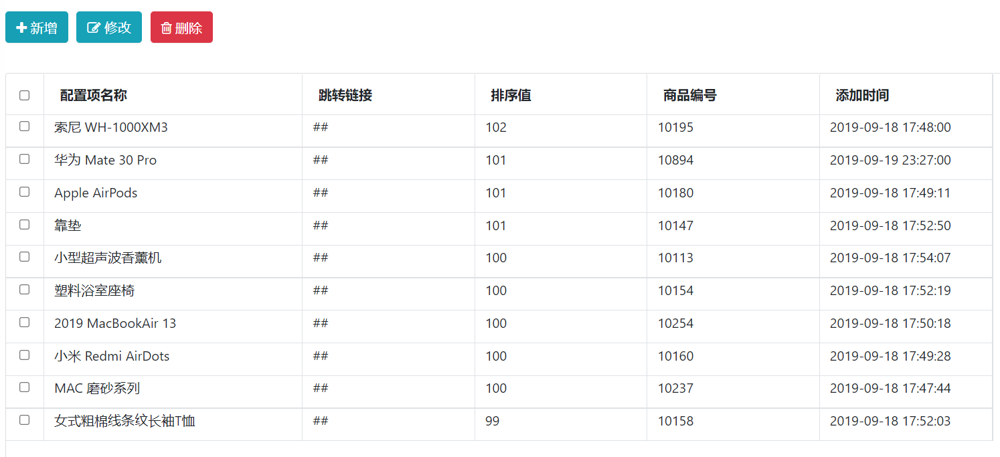 新增 修改 删除
配置项名称 跳转链接 排序值 商品编号 添加时间
索尼 WH-1000XM3 ## 102 10195 2019-09-18 17:48:00
华为 Mate 30 Pro ## 101 10894 2019-09-19 23:27:00
Apple AirPods ## 101 10180 2019-09-18 17:49:11
靠垫 ## 101 10147 2019-09-18 17:52:50
小型超声波香薰机 ## 100 10113 2019-09-18 17:54:07
塑料浴室座椅 ## 100 10154 2019-09-18 17:52:19
2019 MacBookAir 13 ## 100 10254 2019-09-18 17:50:18
小米 Redmi AirDots ## 100 10160 2019-09-18 17:49:28
MAC 磨砂系列 ## 100 10237 2019-09-18 17:47:44
女式粗棉线条纹长袖T恤 ## 99 10158 2019-09-18 17:52:03